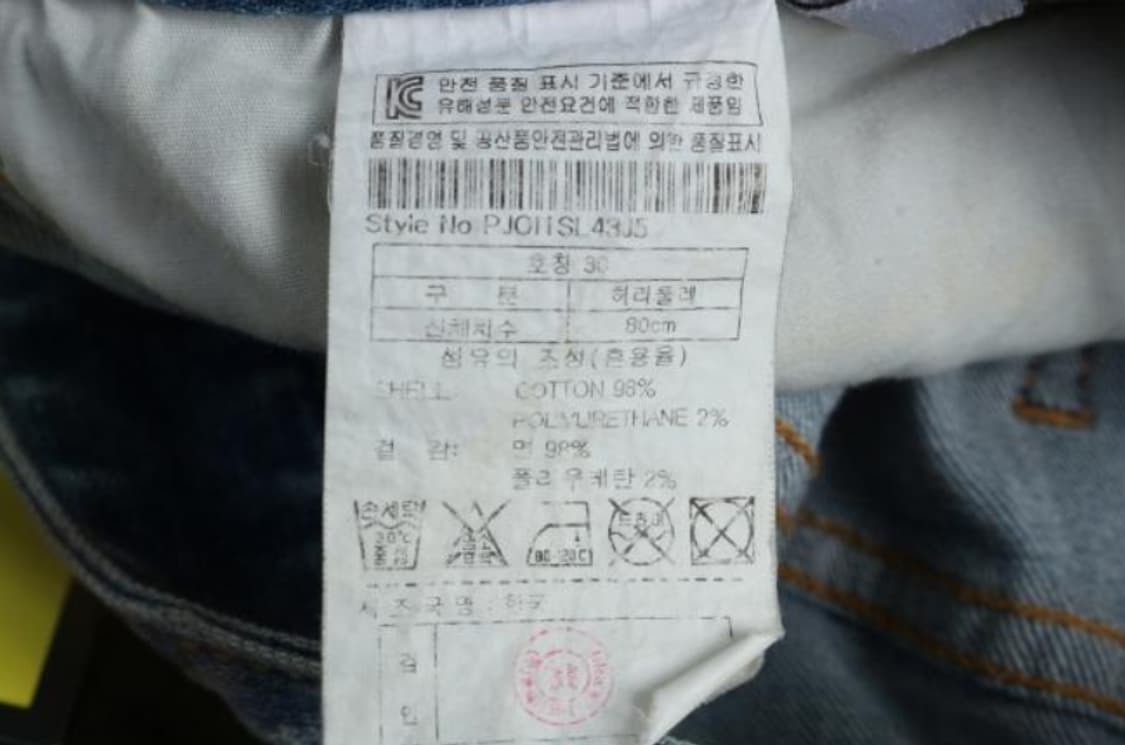 KC 안전 품질 표시 기준에서 규정한
유해성분 안전요건에 적합한 제품임
품질경영 및 공산품안전관리법에 의한 품질표시
Style No PJO11SL43J5
호칭 30
구 분 허리둘레
신체치수 80cm
섬유의 조성(혼용율)
SHELL: COTTON 98%
POLYURETHANE 2%
겉 감: 면 98%
폴리우레탄 2%
손세탁 30℃ 중성
드라이
80-120℃
제조국명 : 한국
검
인